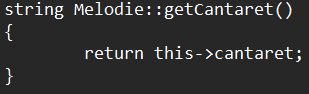 string Melodie::getCantaret()
{
        return this->cantaret;
}